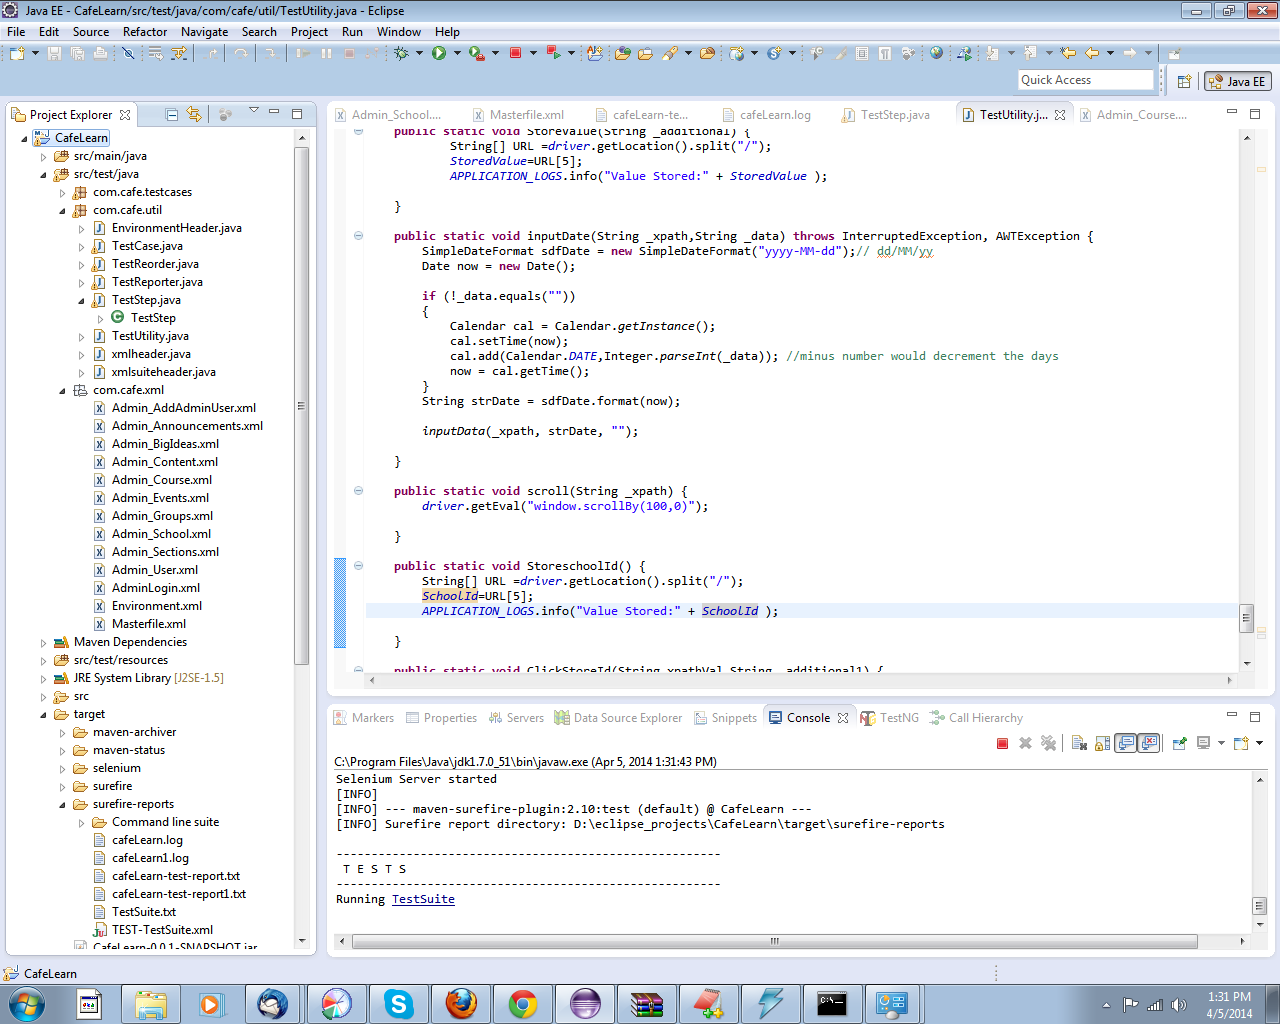 Java EE - CafeLearn/src/test/java/com/cafe/util/TestUtility.java - Eclipse
File Edit Source Refactor Navigate Search Project Run Window Help
Quick Access
Java EE
Project Explorer
CafeLearn
src/main/java
src/test/java
com.cafe.testcases
com.cafe.util
EnvironmentHeader.java
TestCase.java
TestReorder.java
TestReporter.java
TestStep.java
TestStep
TestUtility.java
xmlheader.java
xmlsuiteheader.java
com.cafe.xml
Admin_AddAdminUser.xml
Admin_Announcements.xml
Admin_BigIdeas.xml
Admin_Content.xml
Admin_Course.xml
Admin_Events.xml
Admin_Groups.xml
Admin_School.xml
Admin_Sections.xml
Admin_User.xml
AdminLogin.xml
Environment.xml
Masterfile.xml
Maven Dependencies
src/test/resources
JRE System Library [J2SE-1.5]
src
target
maven-archiver
maven-status
selenium
surefire
surefire-reports
Command line suite
cafeLearn.log
cafeLearn1.log
cafeLearn-test-report.txt
cafeLearn-test-report1.txt
TestSuite.txt
TEST-TestSuite.xml
CafeLearn-0.0.1-SNAPSHOT.jar
Admin_School.... Masterfile.xml cafeLearn-te... cafeLearn.log TestStep.java TestUtility.j... Admin_Course....
public static void StoreValue(String _additional) {
String[] URL =driver.getLocation().split("/");
StoredValue=URL[5];
APPLICATION_LOGS.info("Value Stored:" + StoredValue );
}
public static void inputDate(String _xpath,String _data) throws InterruptedException, AWTException {
SimpleDateFormat sdfDate = new SimpleDateFormat("yyyy-MM-dd");// dd/MM/yy
Date now = new Date();
if (!_data.equals(""))
{
Calendar cal = Calendar.getInstance();
cal.setTime(now);
cal.add(Calendar.DATE,Integer.parseInt(_data)); //minus number would decrement the days
now = cal.getTime();
}
String strDate = sdfDate.format(now);
inputData(_xpath, strDate, "");
}
public static void scroll(String _xpath) {
driver.getEval("window.scrollBy(100,0)");
}
public static void StoreschoolId() {
String[] URL =driver.getLocation().split("/");
SchoolId=URL[5];
APPLICATION_LOGS.info("Value Stored:" + SchoolId );
}
public static void ClickStoreId(String xpathVal,String _additional1) {
Markers Properties Servers Data Source Explorer Snippets Console TestNG Call Hierarchy
C:\Program Files\Java\jdk1.7.0_51\bin\javaw.exe (Apr 5, 2014 1:31:43 PM)
Selenium Server started
[INFO]
[INFO] --- maven-surefire-plugin:2.10:test (default) @ CafeLearn ---
[INFO] Surefire report directory: D:\eclipse_projects\CafeLearn\target\surefire-reports
-------------------------------------------------------
T E S T S
-------------------------------------------------------
Running TestSuite
CafeLearn
1:31 PM
4/5/2014